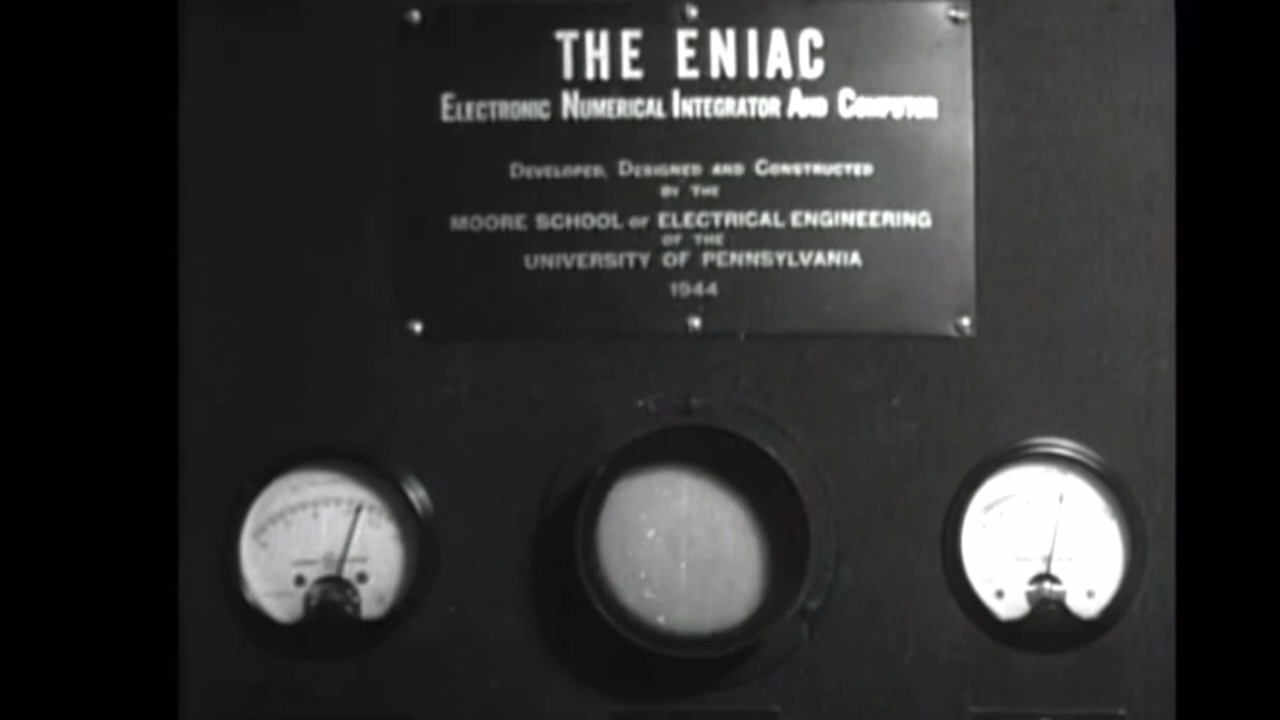 THE ENIAC
ELECTRONIC NUMERICAL INTEGRATOR AND COMPUTOR
DEVELOPED, DESIGNED AND CONSTRUCTED
BY THE
MOORE SCHOOL OF ELECTRICAL ENGINEERING
OF THE
UNIVERSITY OF PENNSYLVANIA
1944